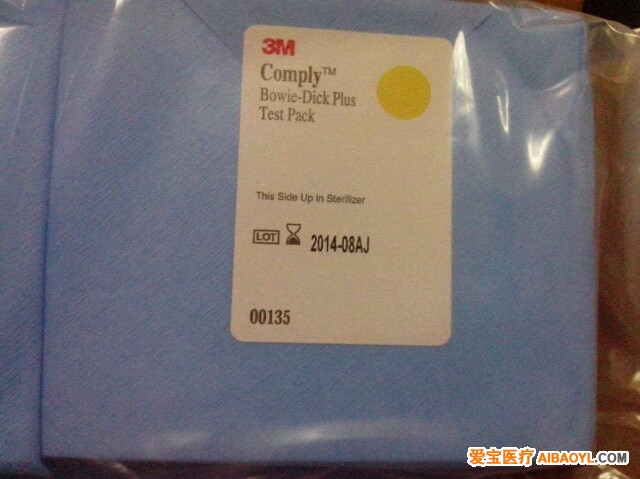 3M
Comply™
Bowie-Dick Plus
Test Pack
This Side Up In Sterilizer
LOT 2014-08AJ
00135
爱宝医疗 AIBAOYL.COM